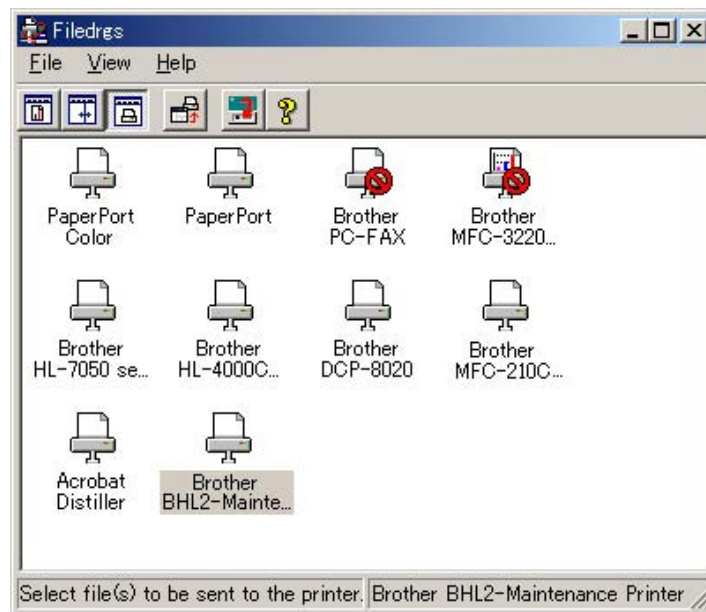 Filedrgs
File View Help
PaperPort
Color
PaperPort
Brother
PC-FAX
Brother
MFC-3220...
Brother
HL-7050 se...
Brother
HL-4000C...
Brother
DCP-8020
Brother
MFC-210C...
Acrobat
Distiller
Brother
BHL2-Mainte...
Select file(s) to be sent to the printer. Brother BHL2-Maintenance Printer